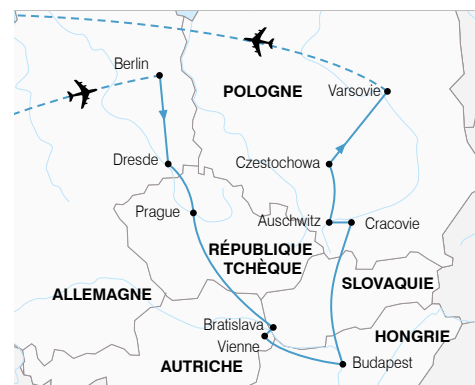 Berlin
POLOGNE
Varsovie
Dresde
Czestochowa
Prague
Auschwitz
Cracovie
RÉPUBLIQUE
TCHÈQUE
SLOVAQUIE
ALLEMAGNE
Bratislava
HONGRIE
Vienne
AUTRICHE
Budapest